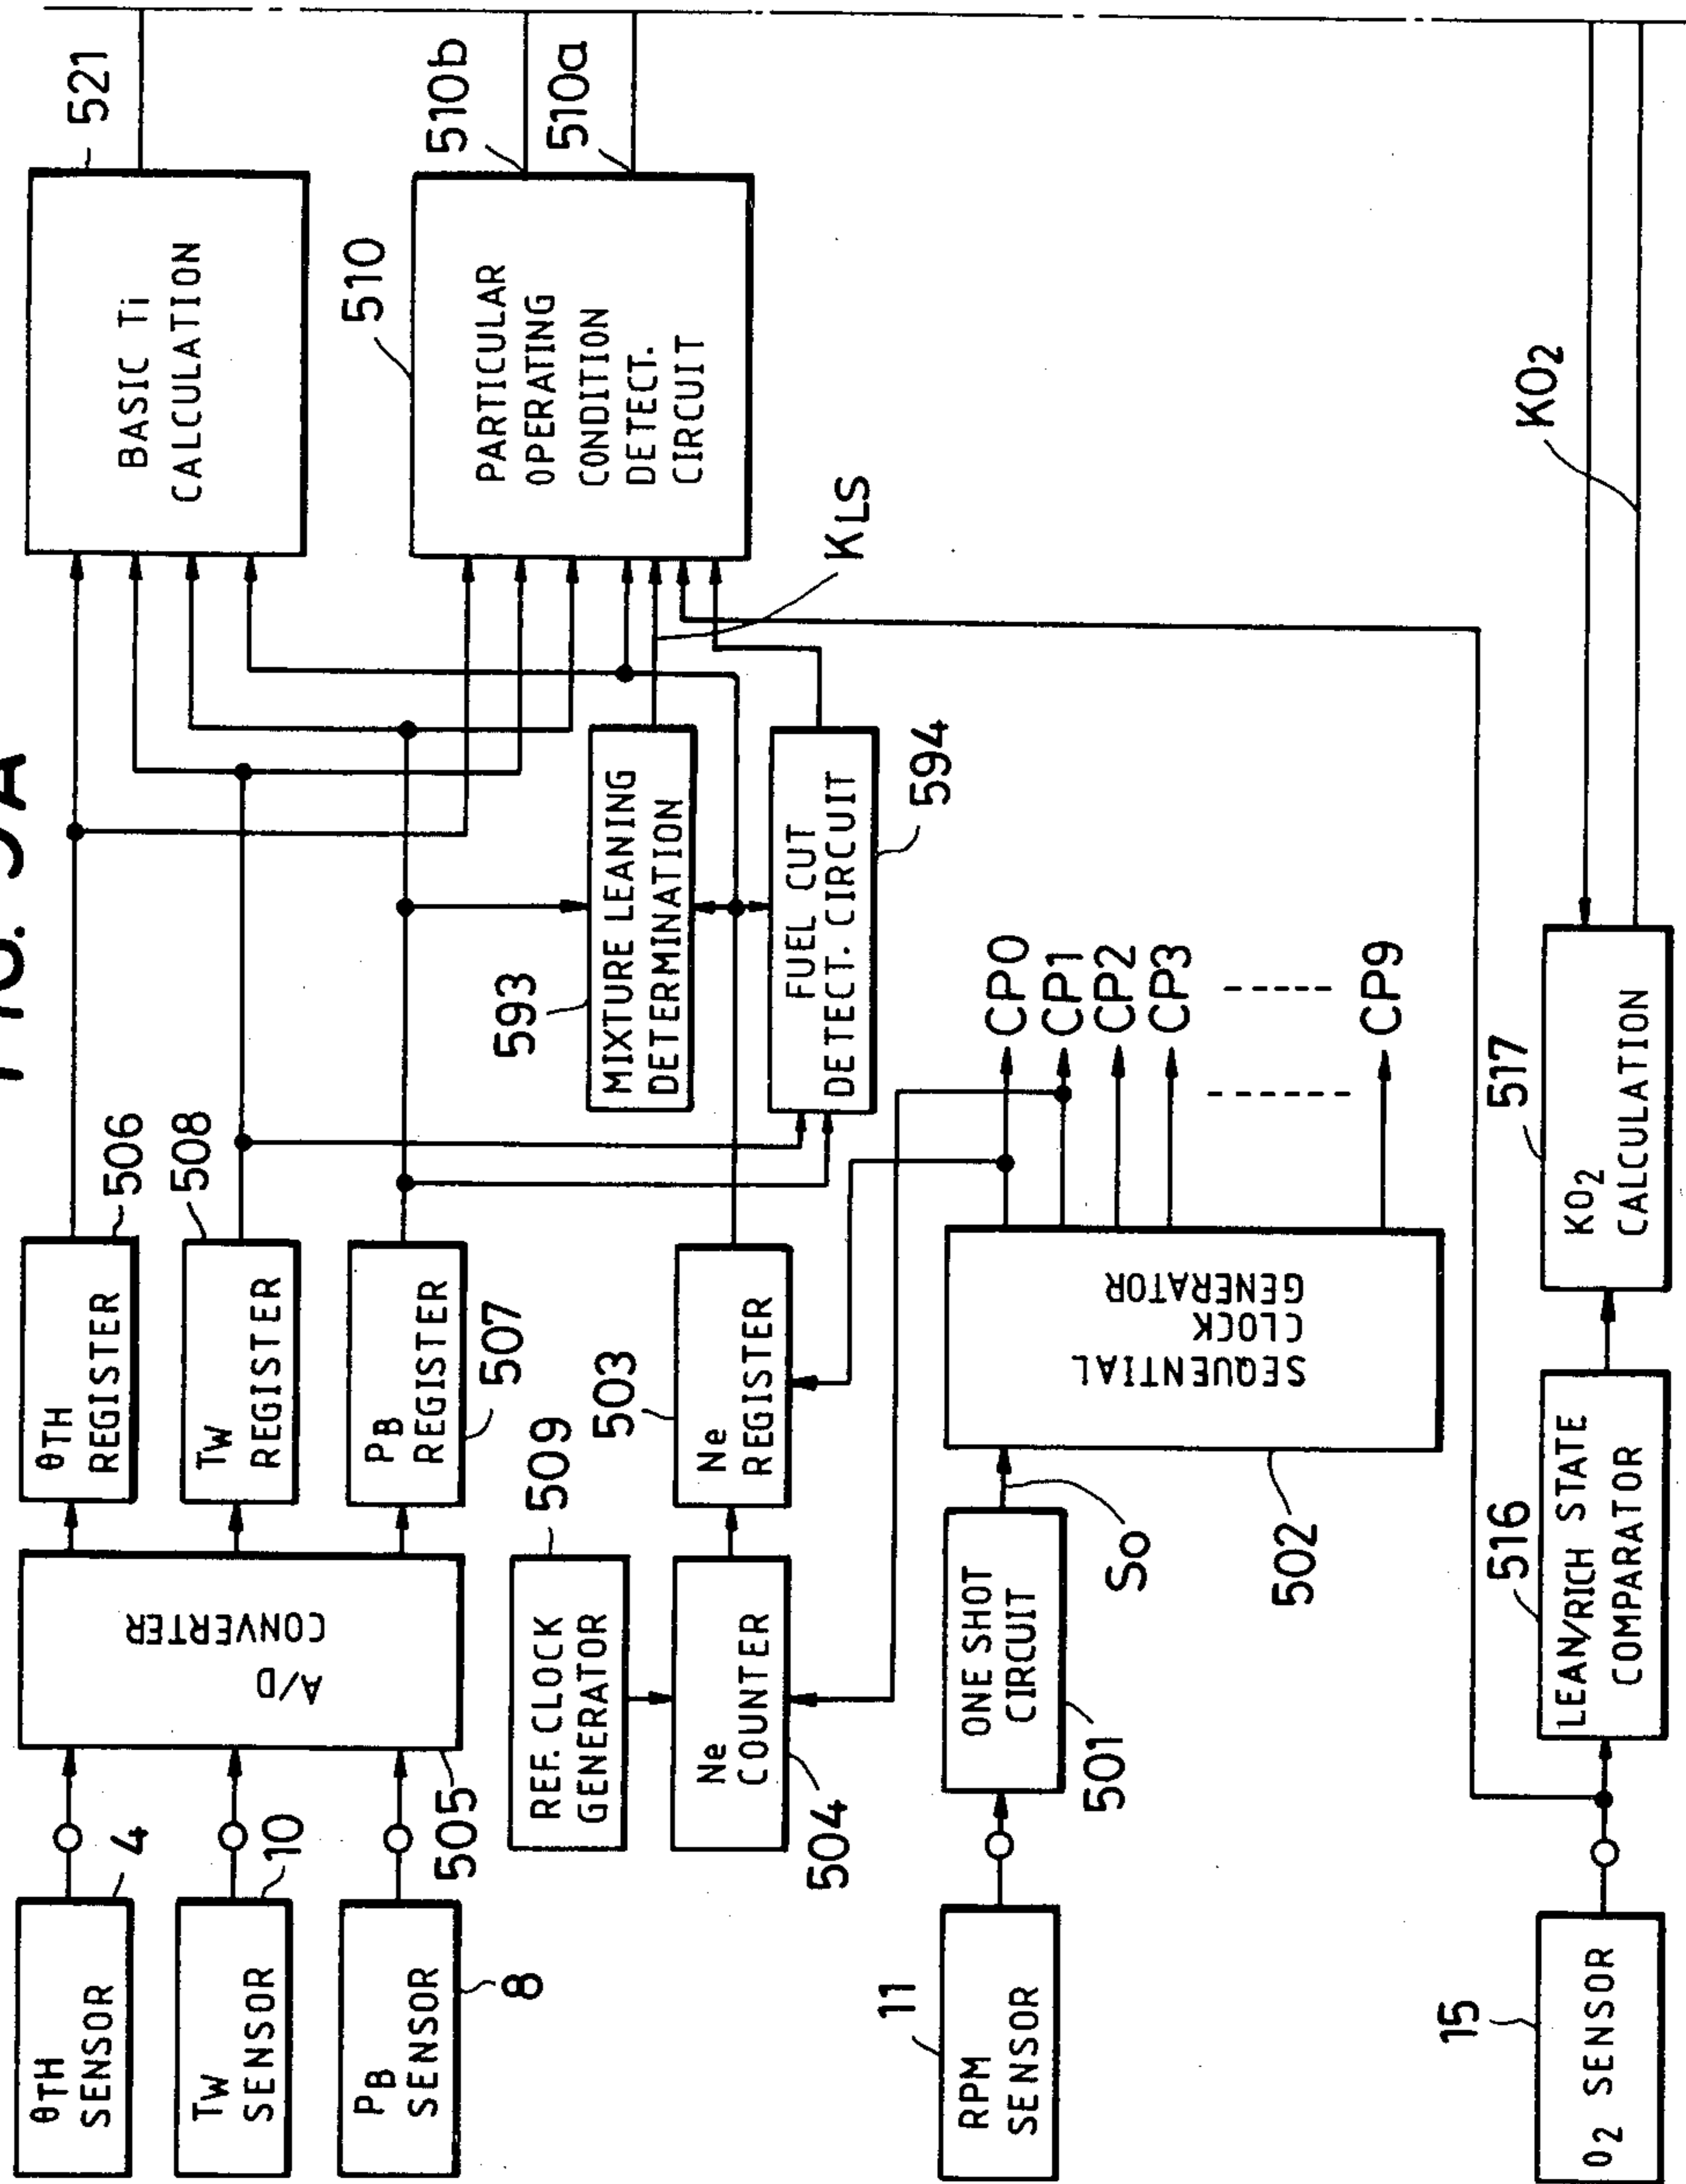 FIG. 9A
θTH
SENSOR
4
TW
SENSOR
10
PB
SENSOR
8
A/D
CONVERTER
505
θTH
REGISTER
506
TW
REGISTER
508
PB
REGISTER
507
BASIC Ti
CALCULATION
521
PARTICULAR
OPERATING
CONDITION
DETECT.
CIRCUIT
510
510b
510a
KLS
593
MIXTURE LEANING
DETERMINATION
FUEL CUT
DETECT. CIRCUIT
594
REF. CLOCK
GENERATOR
509
Ne
COUNTER
504
Ne
REGISTER
503
11
RPM
SENSOR
ONE SHOT
CIRCUIT
501
So
SEQUENTIAL
CLOCK
GENERATOR
502
CP0
CP1
CP2
CP3
CP9
15
O2 SENSOR
516
LEAN/RICH STATE
COMPARATOR
517
KO2
CALCULATION
KO2